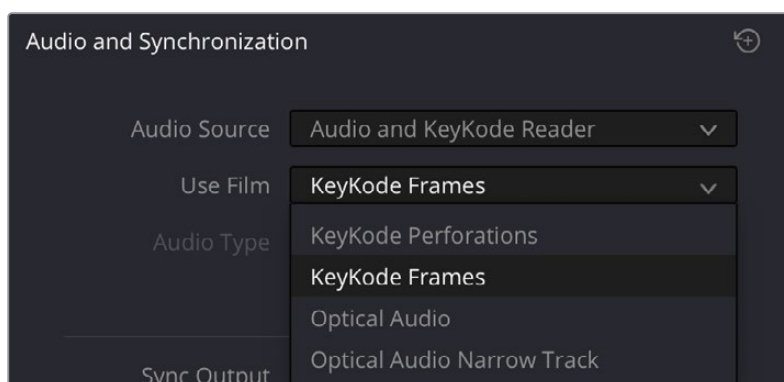 Audio and Synchronization
Audio Source Audio and KeyKode Reader
Use Film KeyKode Frames
Audio Type KeyKode Perforations
KeyKode Frames
Optical Audio
Optical Audio Narrow Track
Sync Output